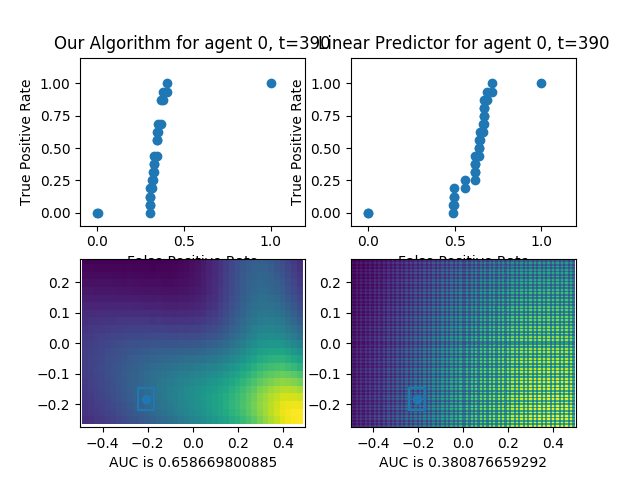 Our Algorithm for agent 0, t=390
Linear Predictor for agent 0, t=390
True Positive Rate
1.00
0.75
0.50
0.25
0.00
0.0 0.5 1.0
False Positive Rate
True Positive Rate
1.00
0.75
0.50
0.25
0.00
0.0 0.5 1.0
False Positive Rate
0.2
0.1
0.0
−0.1
−0.2
−0.4 −0.2 0.0 0.2 0.4
AUC is 0.658669800885
0.2
0.1
0.0
−0.1
−0.2
−0.4 −0.2 0.0 0.2 0.4
AUC is 0.380876659292